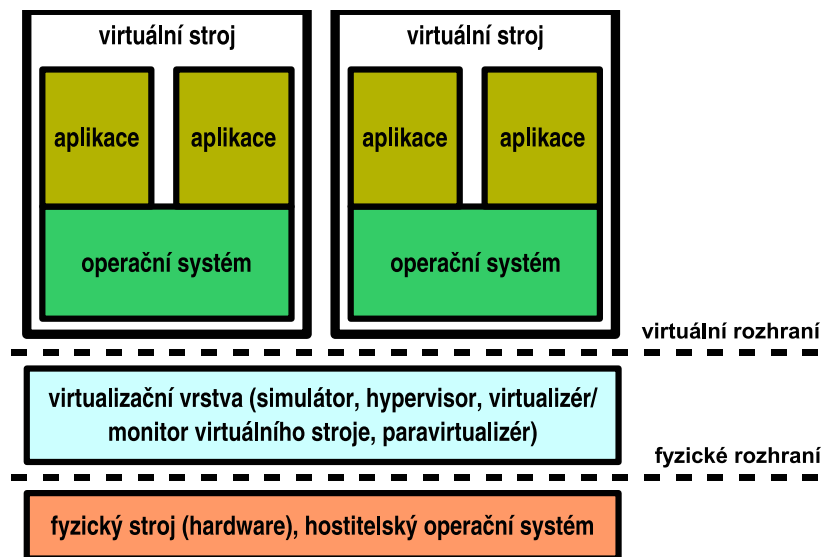 virtuální stroj
virtuální stroj
aplikace
aplikace
aplikace
aplikace
operační systém
operační systém
virtuální rozhraní
virtualizační vrstva (simulátor, hypervisor, virtualizér/
monitor virtuálního stroje, paravirtualizér)
fyzické rozhraní
fyzický stroj (hardware), hostitelský operační systém